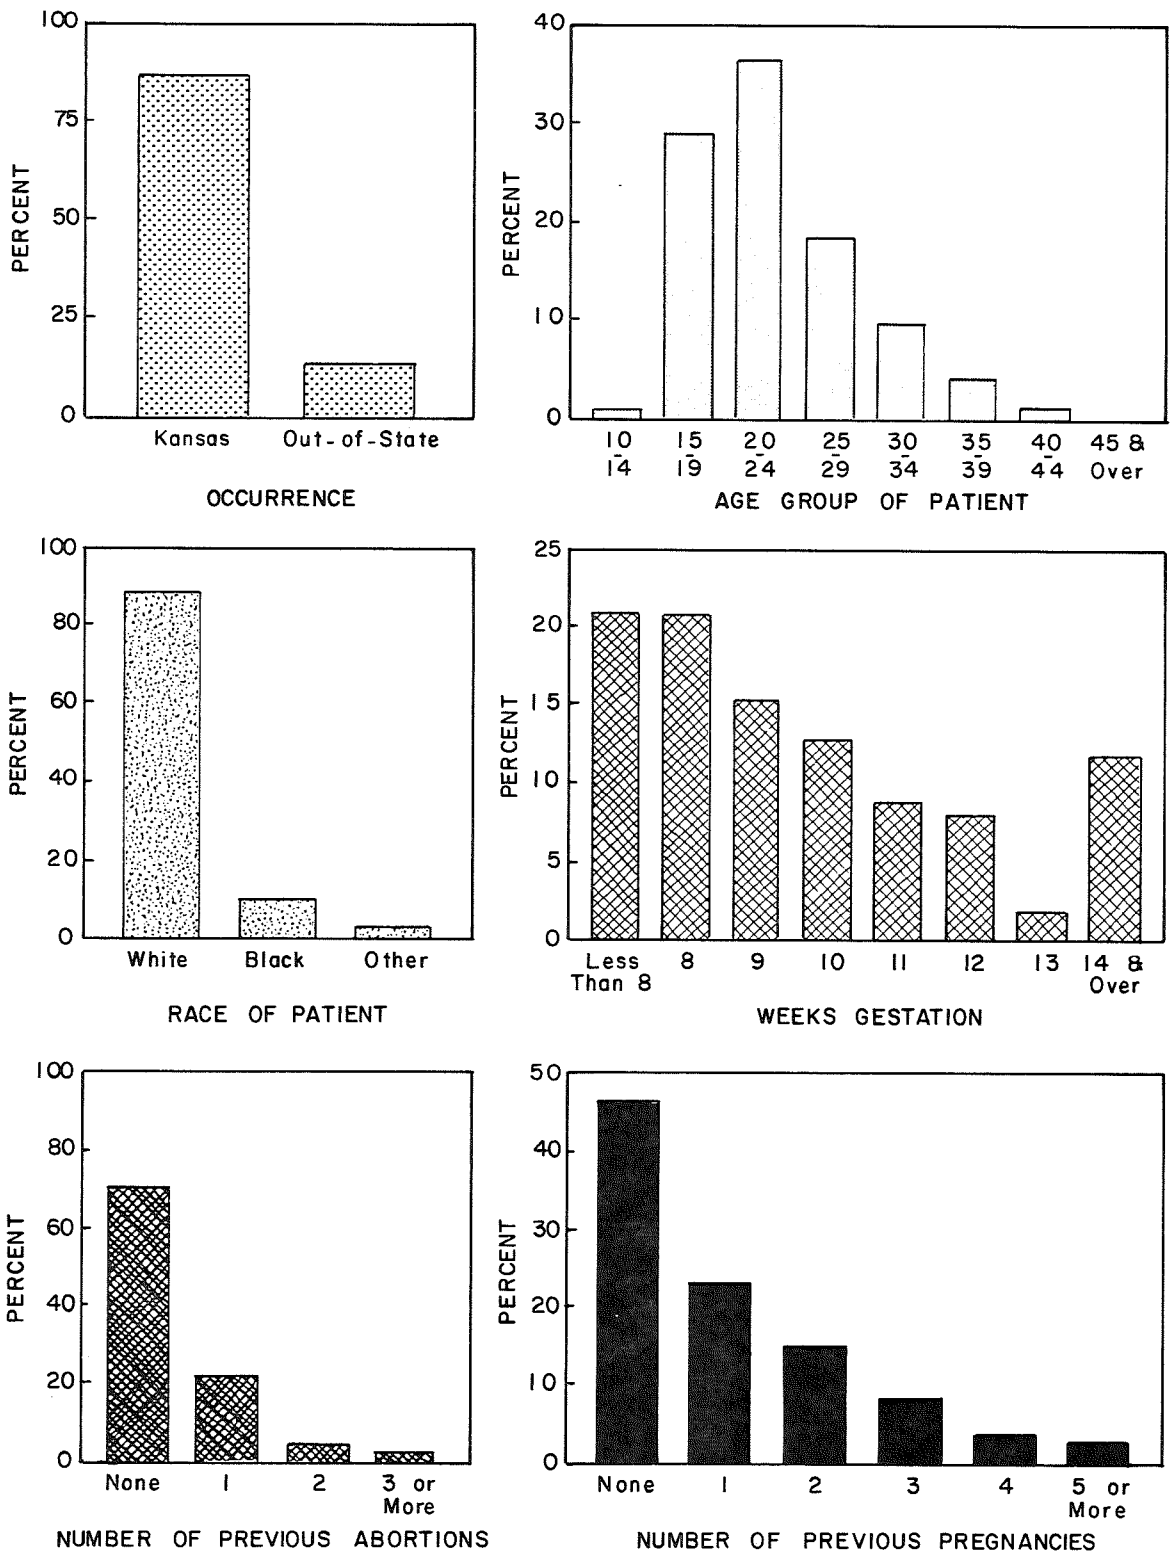 100
75
50
25
0
PERCENT
Kansas Out-of-State
OCCURRENCE
40
30
20
10
0
PERCENT
10 15 20 25 30 35 40 45 &
- - - - - - -
14 19 24 29 34 39 44 Over
AGE GROUP OF PATIENT
100
80
60
40
20
0
PERCENT
White Black Other
RACE OF PATIENT
25
20
15
10
5
0
PERCENT
Less 8 9 10 11 12 13 14 &
Than 8 Over
WEEKS GESTATION
100
80
60
40
20
0
PERCENT
None 1 2 3 or
More
NUMBER OF PREVIOUS ABORTIONS
50
40
30
20
10
0
PERCENT
None 1 2 3 4 5 or
More
NUMBER OF PREVIOUS PREGNANCIES